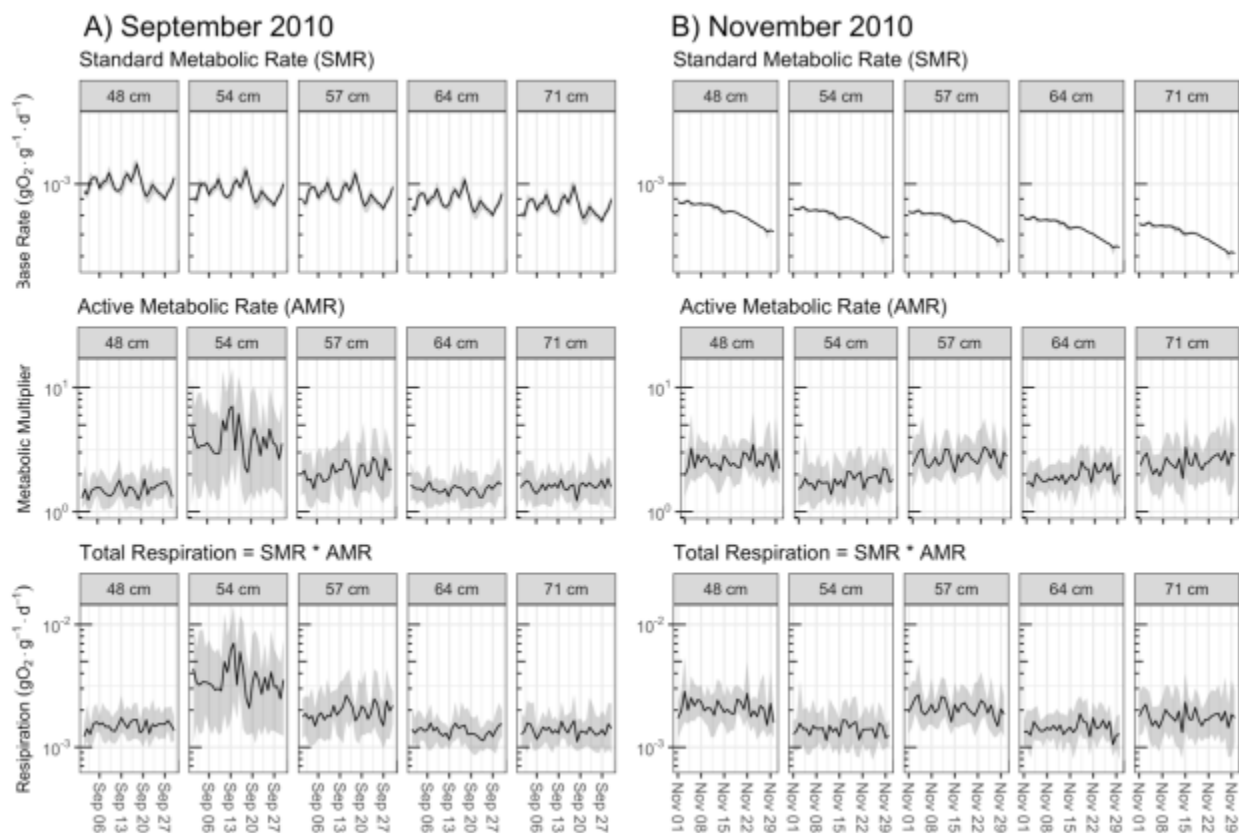 A) September 2010
Standard Metabolic Rate (SMR)
48 cm 54 cm 57 cm 64 cm 71 cm
Base Rate (gO₂ · g⁻¹ · d⁻¹)
10⁻³
Sep 06 Sep 13 Sep 20 Sep 27 Sep 06 Sep 13 Sep 20 Sep 27 Sep 06 Sep 13 Sep 20 Sep 27 Sep 06 Sep 13 Sep 20 Sep 27 Sep 06 Sep 13 Sep 20 Sep 27
Active Metabolic Rate (AMR)
48 cm 54 cm 57 cm 64 cm 71 cm
Metabolic Multiplier
10¹
10⁰
Total Respiration = SMR * AMR
48 cm 54 cm 57 cm 64 cm 71 cm
Respiration (gO₂ · g⁻¹ · d⁻¹)
10⁻²
10⁻³
B) November 2010
Standard Metabolic Rate (SMR)
48 cm 54 cm 57 cm 64 cm 71 cm
10⁻³
Active Metabolic Rate (AMR)
48 cm 54 cm 57 cm 64 cm 71 cm
10¹
10⁰
Total Respiration = SMR * AMR
48 cm 54 cm 57 cm 64 cm 71 cm
10⁻²
10⁻³
Nov 01 Nov 08 Nov 15 Nov 22 Nov 29 Nov 01 Nov 08 Nov 15 Nov 22 Nov 29 Nov 01 Nov 08 Nov 15 Nov 22 Nov 29 Nov 01 Nov 08 Nov 15 Nov 22 Nov 29 Nov 01 Nov 08 Nov 15 Nov 22 Nov 29